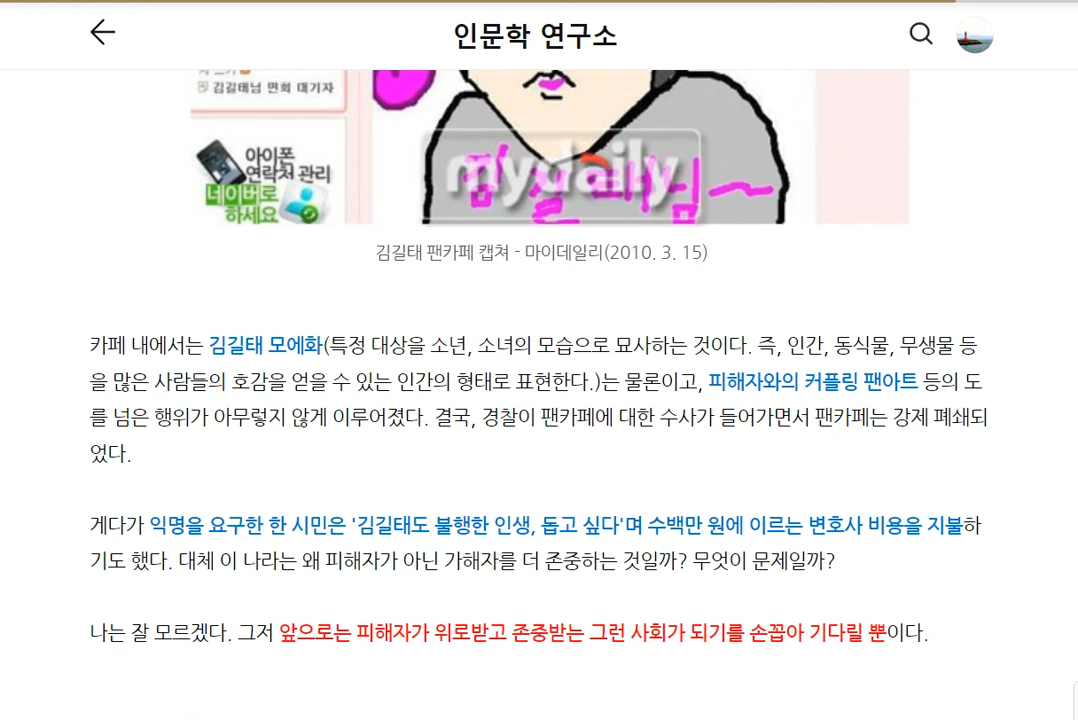 인문학 연구소
김길태님 면회 대기자
아이폰
연락처 관리
네이버로
하세요
mydaily
김길태님~
김길태 팬카페 캡쳐 - 마이데일리(2010. 3. 15)
카페 내에서는 김길태 모에화(특정 대상을 소년, 소녀의 모습으로 묘사하는 것이다. 즉, 인간, 동식물, 무생물 등
을 많은 사람들의 호감을 얻을 수 있는 인간의 형태로 표현한다.)는 물론이고, 피해자와의 커플링 팬아트 등의 도
를 넘은 행위가 아무렇지 않게 이루어졌다. 결국, 경찰이 팬카페에 대한 수사가 들어가면서 팬카페는 강제 폐쇄되
었다.
게다가 익명을 요구한 한 시민은 '김길태도 불행한 인생, 돕고 싶다'며 수백만 원에 이르는 변호사 비용을 지불하
기도 했다. 대체 이 나라는 왜 피해자가 아닌 가해자를 더 존중하는 것일까? 무엇이 문제일까?
나는 잘 모르겠다. 그저 앞으로는 피해자가 위로받고 존중받는 그런 사회가 되기를 손꼽아 기다릴 뿐이다.